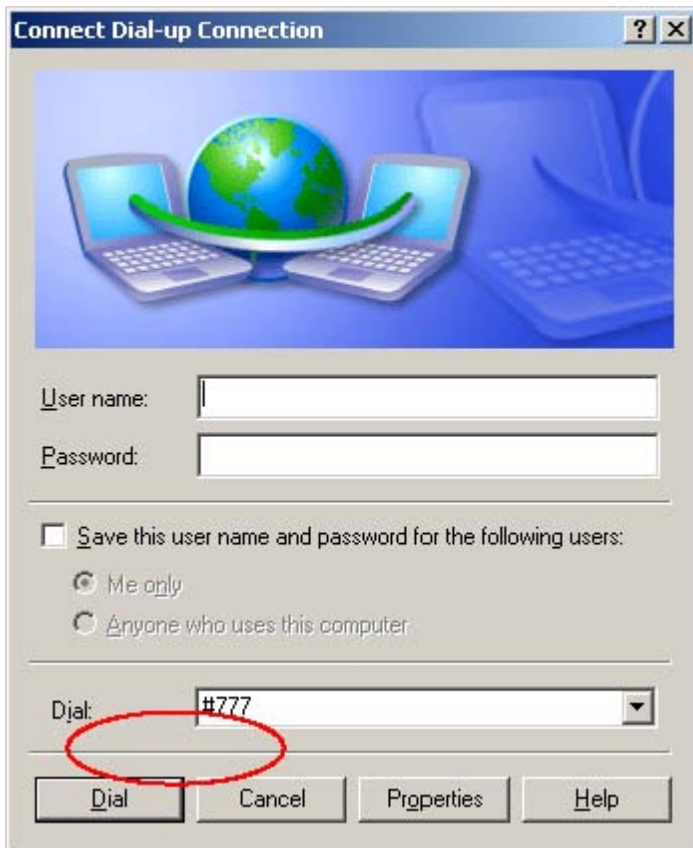 Connect Dial-up Connection
User name:
Password:
Save this user name and password for the following users:
Me only
Anyone who uses this computer
Dial: #777
Dial Cancel Properties Help